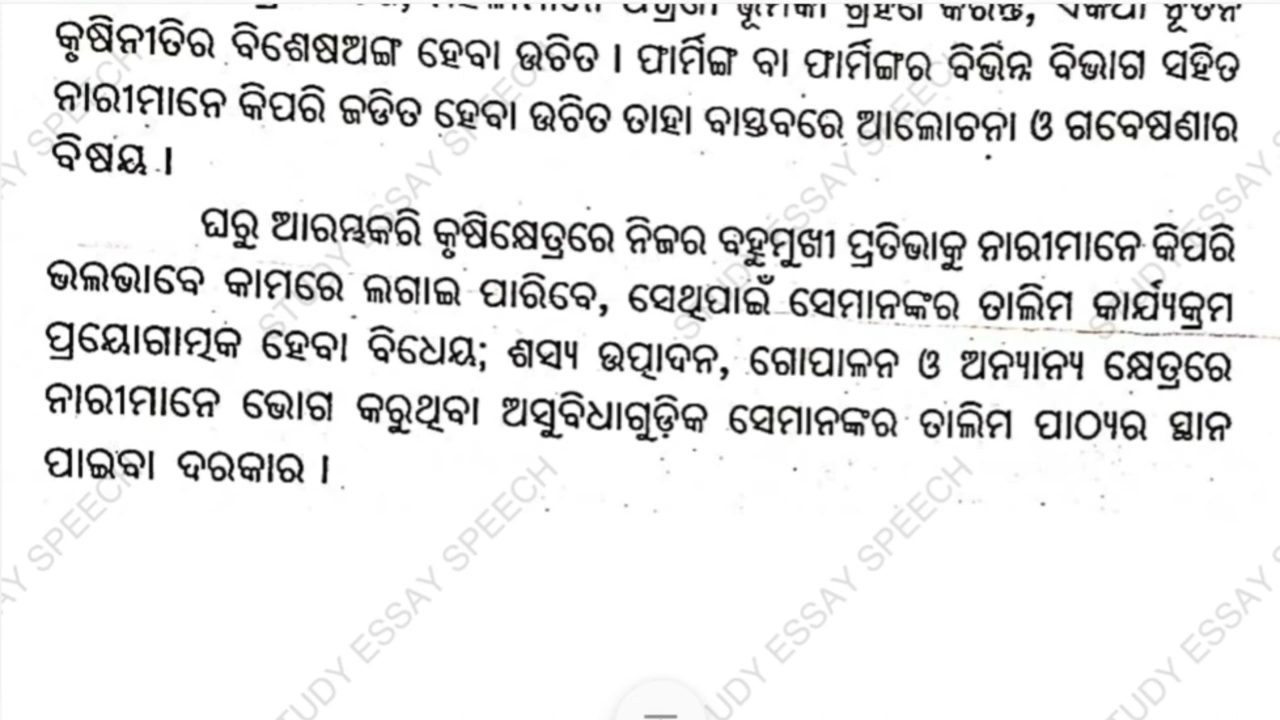 କୃଷିନୀତିର ବିଶେଷଅଙ୍ଗ ହେବା ଉଚିତ । ଫାର୍ମିଙ୍ଗ ବା ଫାର୍ମିଙ୍ଗର ବିଭିନ୍ନ ବିଭାଗ ସହିତ
ନାରୀମାନେ କିପରି ଜଡିତ ହେବା ଉଚିତ ତାହା ବାସ୍ତବରେ ଆଲୋଚନା ଓ ଗବେଷଣାର
ବିଷୟ ।
ଘରୁ ଆରମ୍ଭକରି କୃଷିକ୍ଷେତ୍ରରେ ନିଜର ବହୁମୁଖୀ ପ୍ରତିଭାକୁ ନାରୀମାନେ କିପରି
ଭଲଭାବେ କାମରେ ଲଗାଇ ପାରିବେ, ସେଥିପାଇଁ ସେମାନଙ୍କର ତାଲିମ କାର୍ଯ୍ୟକ୍ରମ
ପ୍ରୟୋଗାତ୍ମକ ହେବା ବିଧେୟ; ଶସ୍ୟ ଉତ୍ପାଦନ, ଗୋପାଳନ ଓ ଅନ୍ୟାନ୍ୟ କ୍ଷେତ୍ରରେ
ନାରୀମାନେ ଭୋଗ କରୁଥିବା ଅସୁବିଧାଗୁଡ଼ିକ ସେମାନଙ୍କର ତାଲିମ ପାଠ୍ୟର ସ୍ଥାନ
ପାଇବା ଦରକାର ।
STUDY ESSAY SPEECH